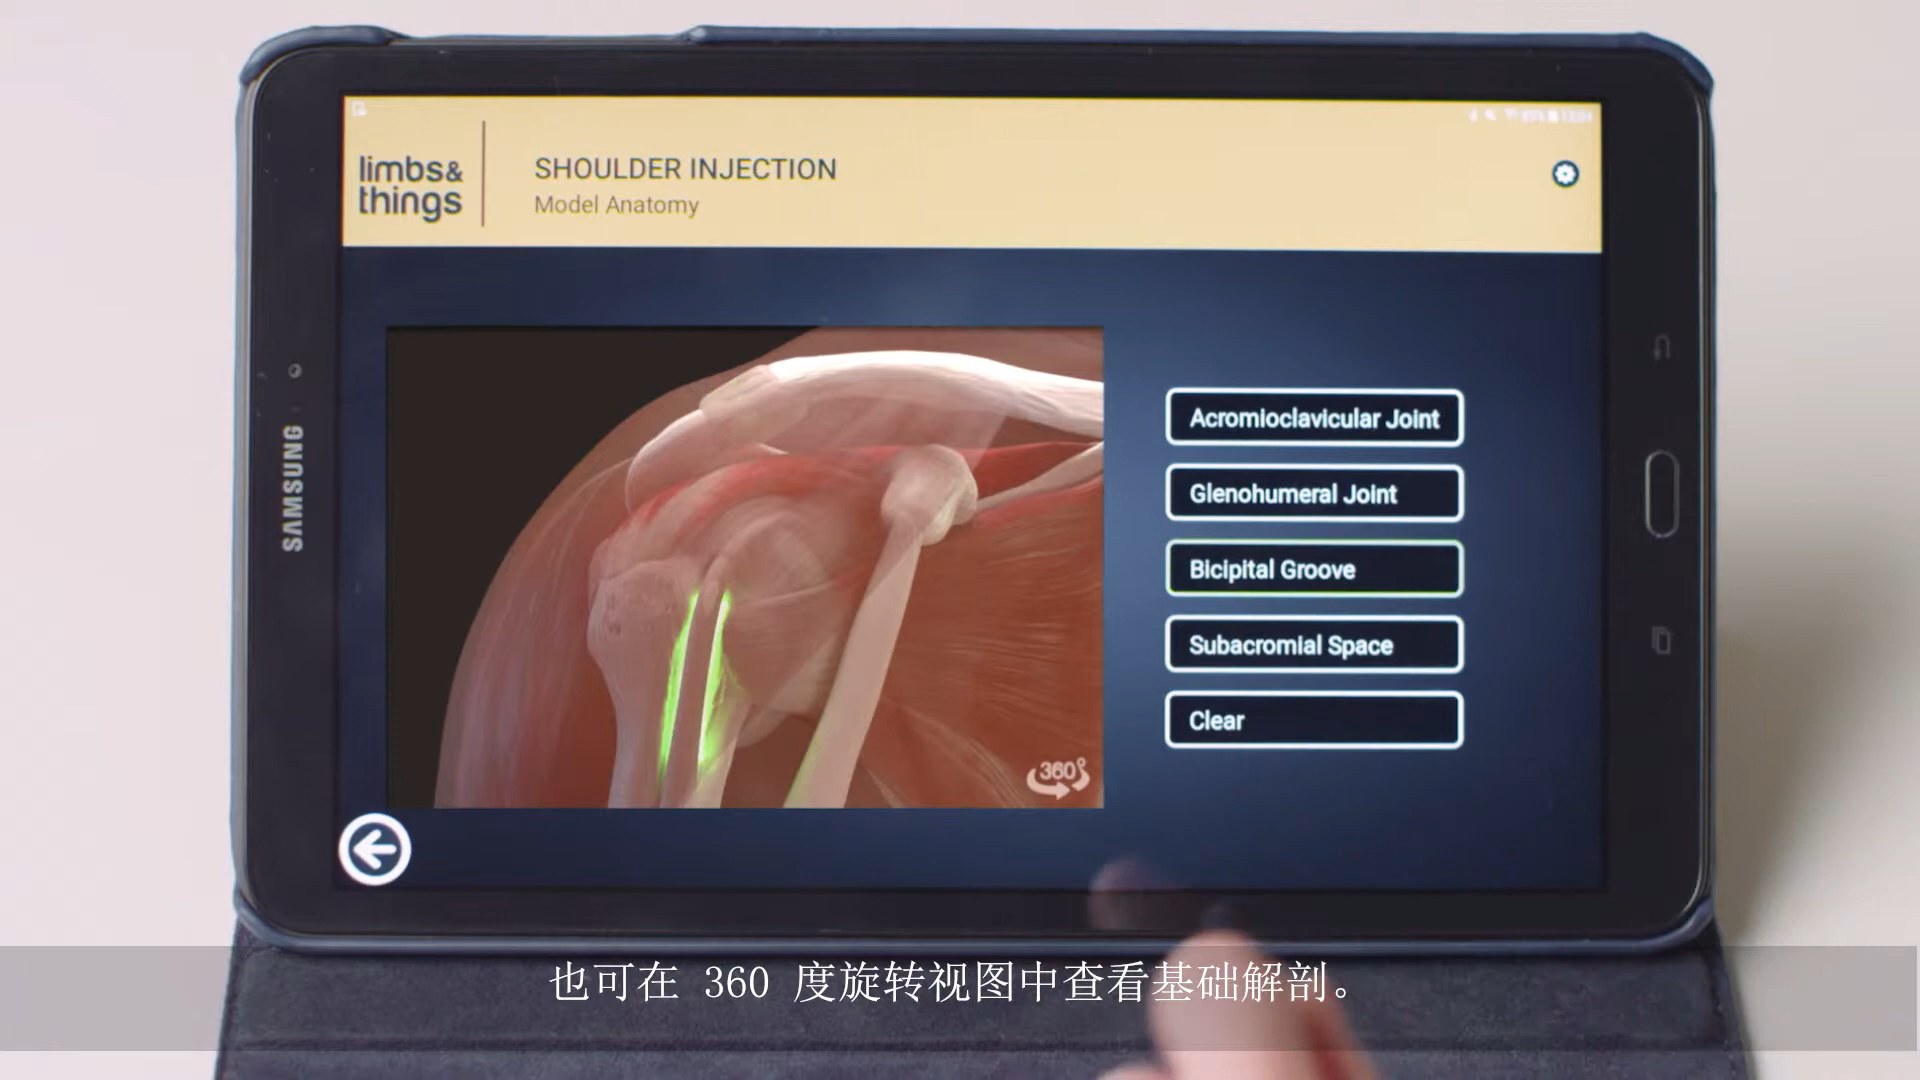 limbs&
things
SHOULDER INJECTION
Model Anatomy
SAMSUNG
Acromioclavicular Joint
Glenohumeral Joint
Bicipital Groove
Subacromial Space
Clear
360°
也可在 360 度旋转视图中查看基础解剖。